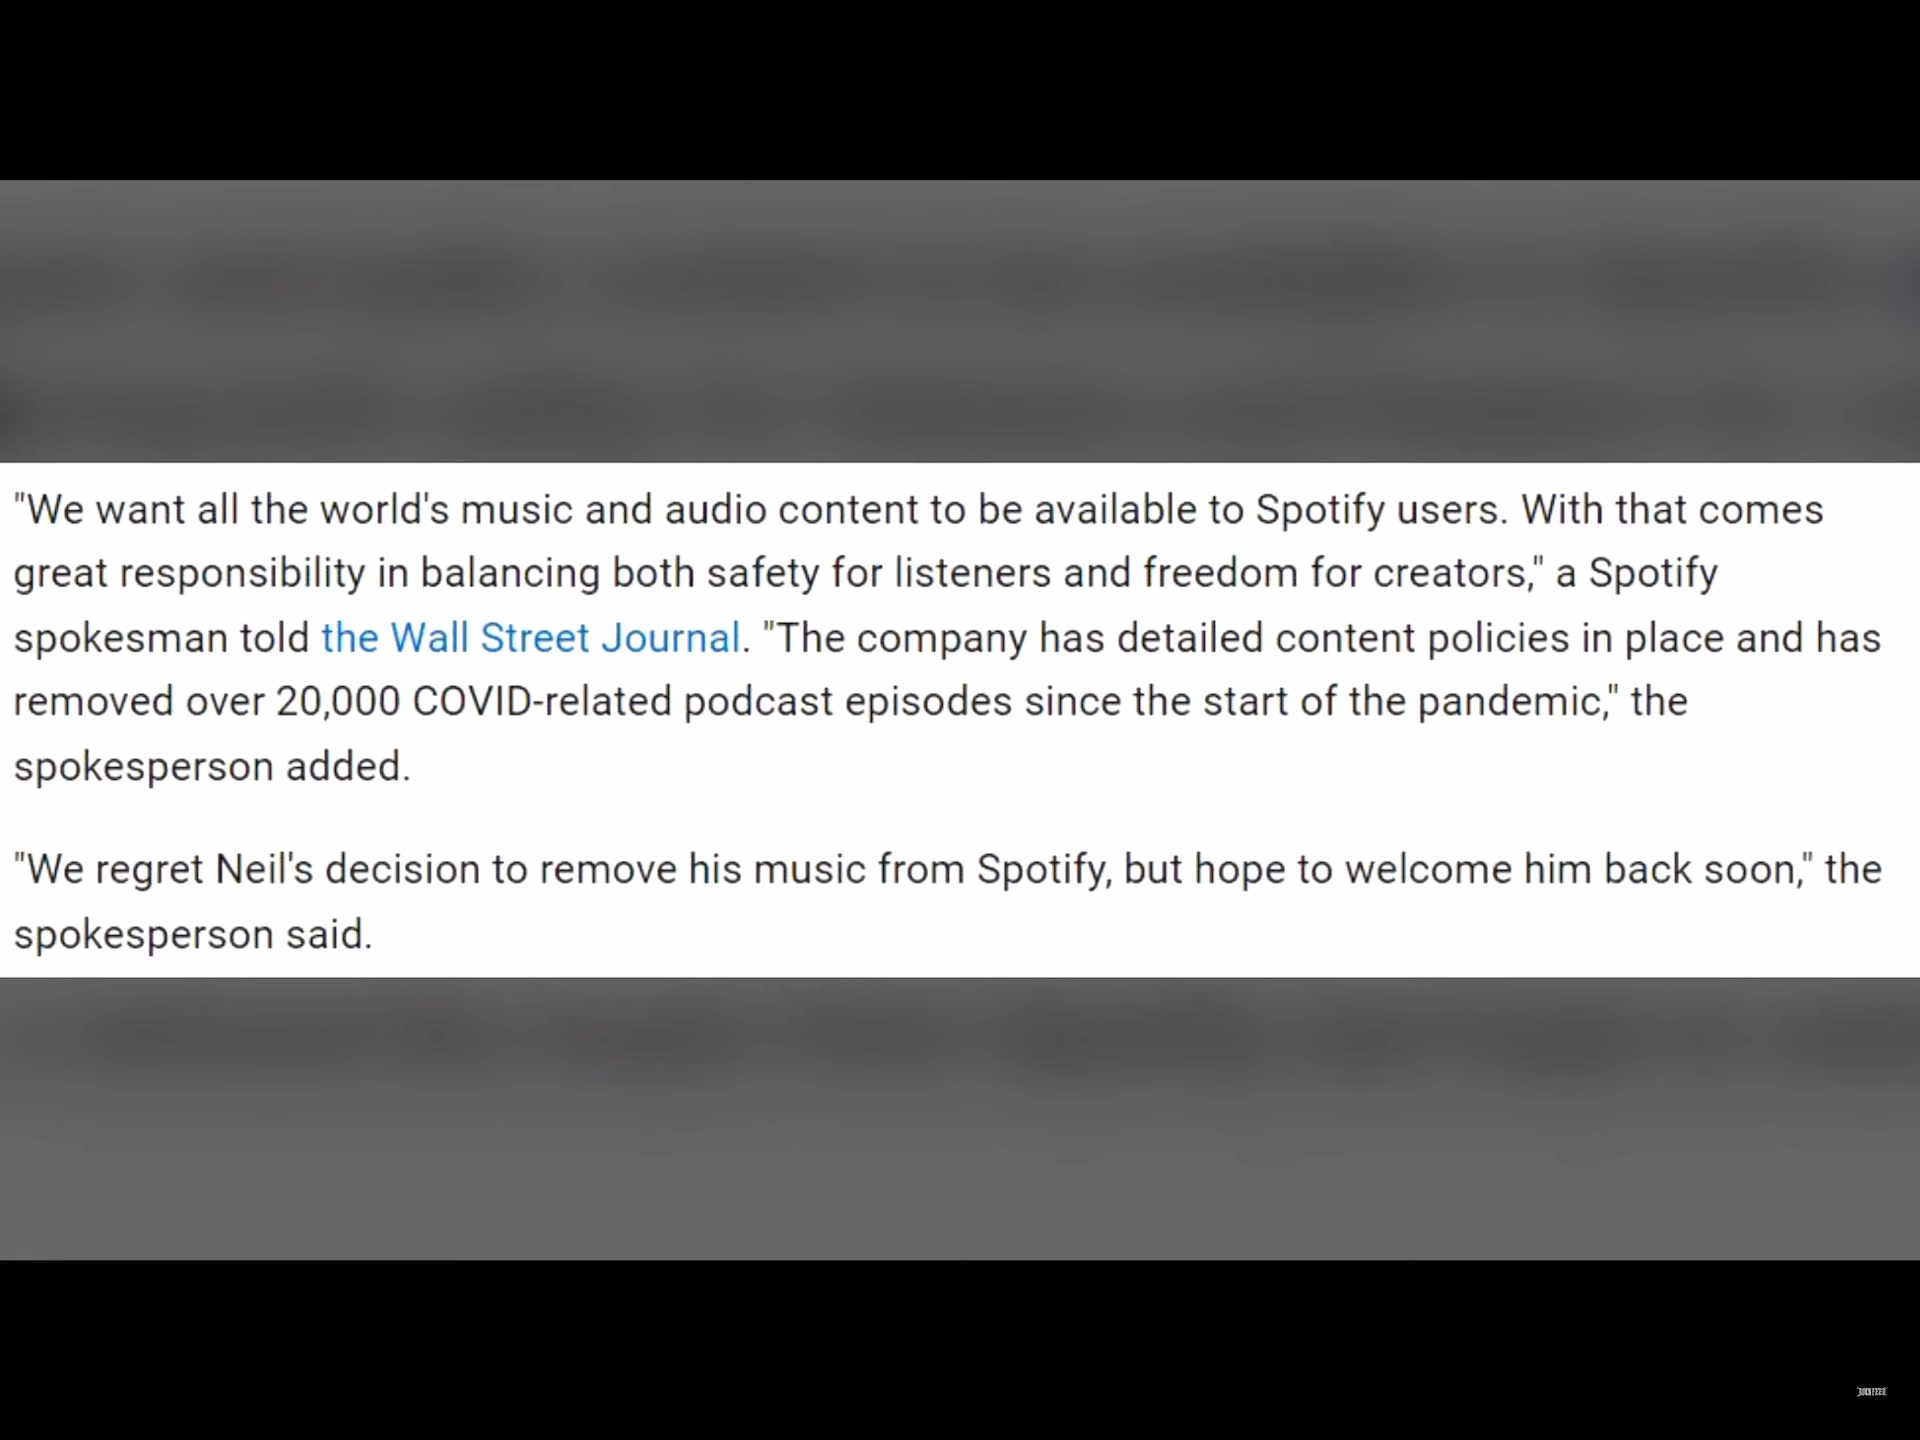 "We want all the world's music and audio content to be available to Spotify users. With that comes
great responsibility in balancing both safety for listeners and freedom for creators," a Spotify
spokesman told the Wall Street Journal. "The company has detailed content policies in place and has
removed over 20,000 COVID-related podcast episodes since the start of the pandemic," the
spokesperson added.
"We regret Neil's decision to remove his music from Spotify, but hope to welcome him back soon," the
spokesperson said.